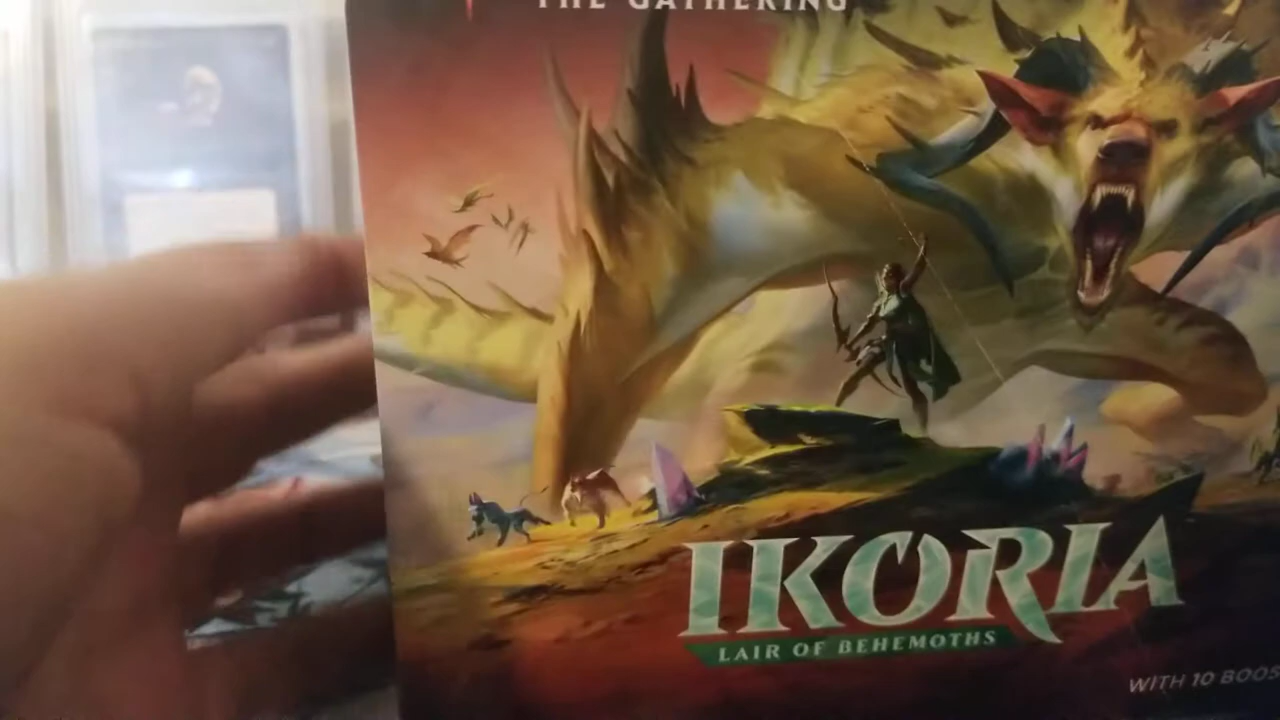 THE GATHERING
IKORIA
LAIR OF BEHEMOTHS
WITH 10 BOOS